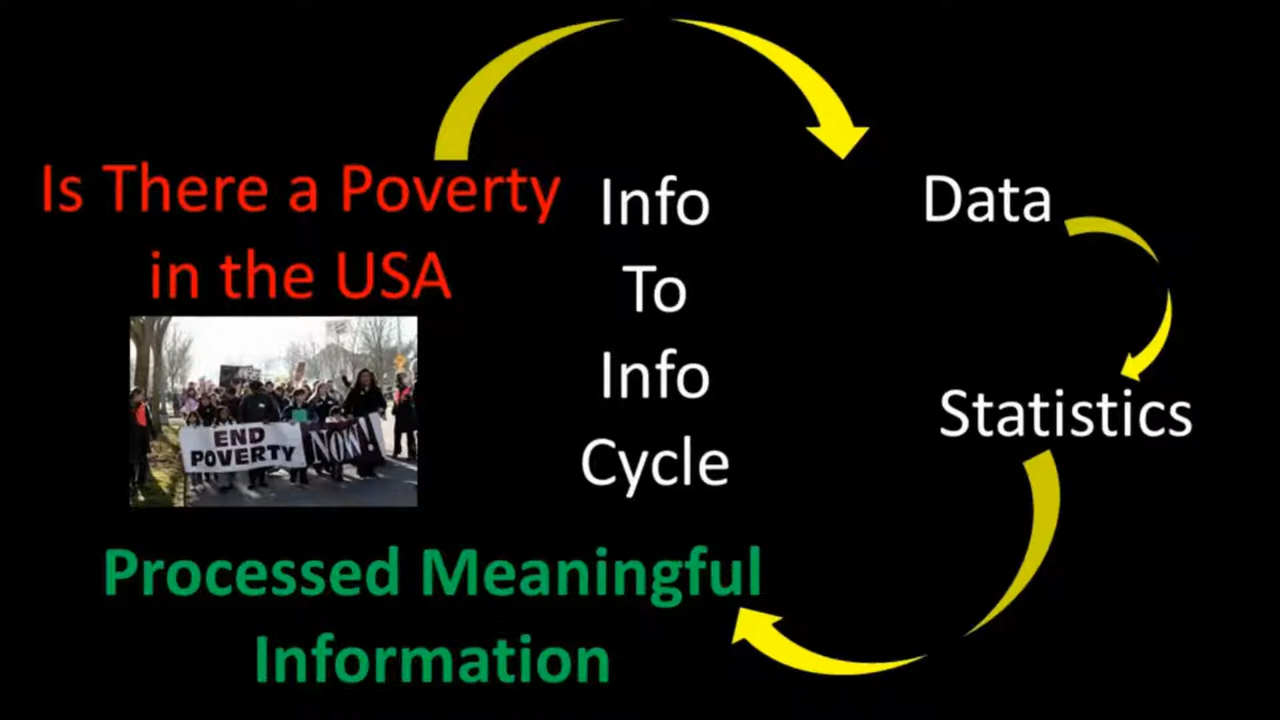 Is There a Poverty
in the USA
END
POVERTY
NOW!
Info
To
Info
Cycle
Data
Statistics
Processed Meaningful
Information